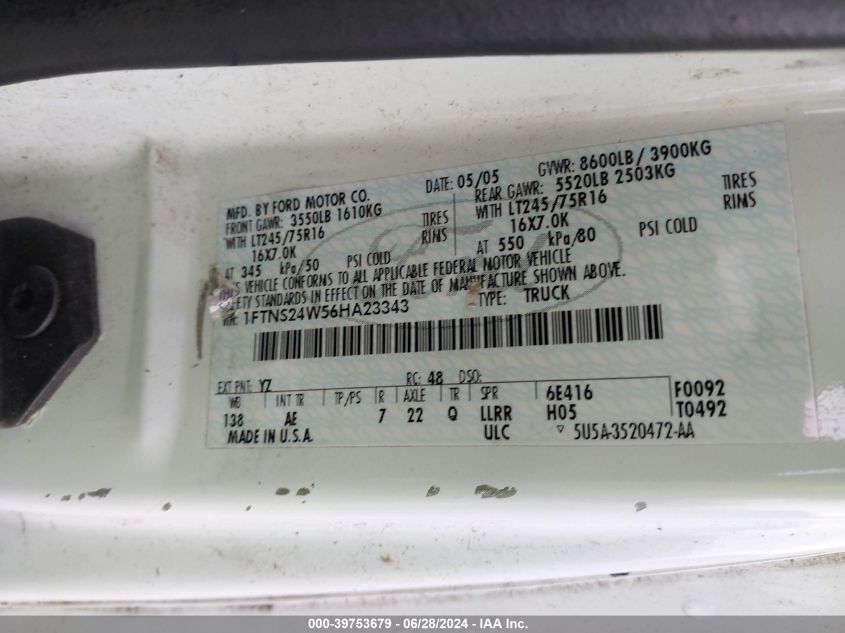 MFD. BY FORD MOTOR CO. DATE: 05/05 GVWR: 8600LB / 3900KG
FRONT GAWR: 3550LB 1610KG REAR GAWR: 5520LB 2503KG
WITH LT245/75R16 TIRES WITH LT245/75R16 TIRES
16X7.0K RIMS 16X7.0K RIMS
AT 345 kPa/50 PSI COLD AT 550 kPa/80 PSI COLD
THIS VEHICLE CONFORMS TO ALL APPLICABLE FEDERAL MOTOR VEHICLE
SAFETY STANDARDS IN EFFECT ON THE DATE OF MANUFACTURE SHOWN ABOVE.
VIN: 1FTNS24W56HA23343 TYPE: TRUCK
EXT PNT: YZ RC: 48 DSO:
WB INT TR TP/PS R AXLE TR SPR 6E416 F0092
138 AE 7 22 Q LLRR H05 T0492
MADE IN U.S.A. ULC ▽ 5U5A-3520472-AA
000-39753679 / 06/28/2024 - IAA Inc.